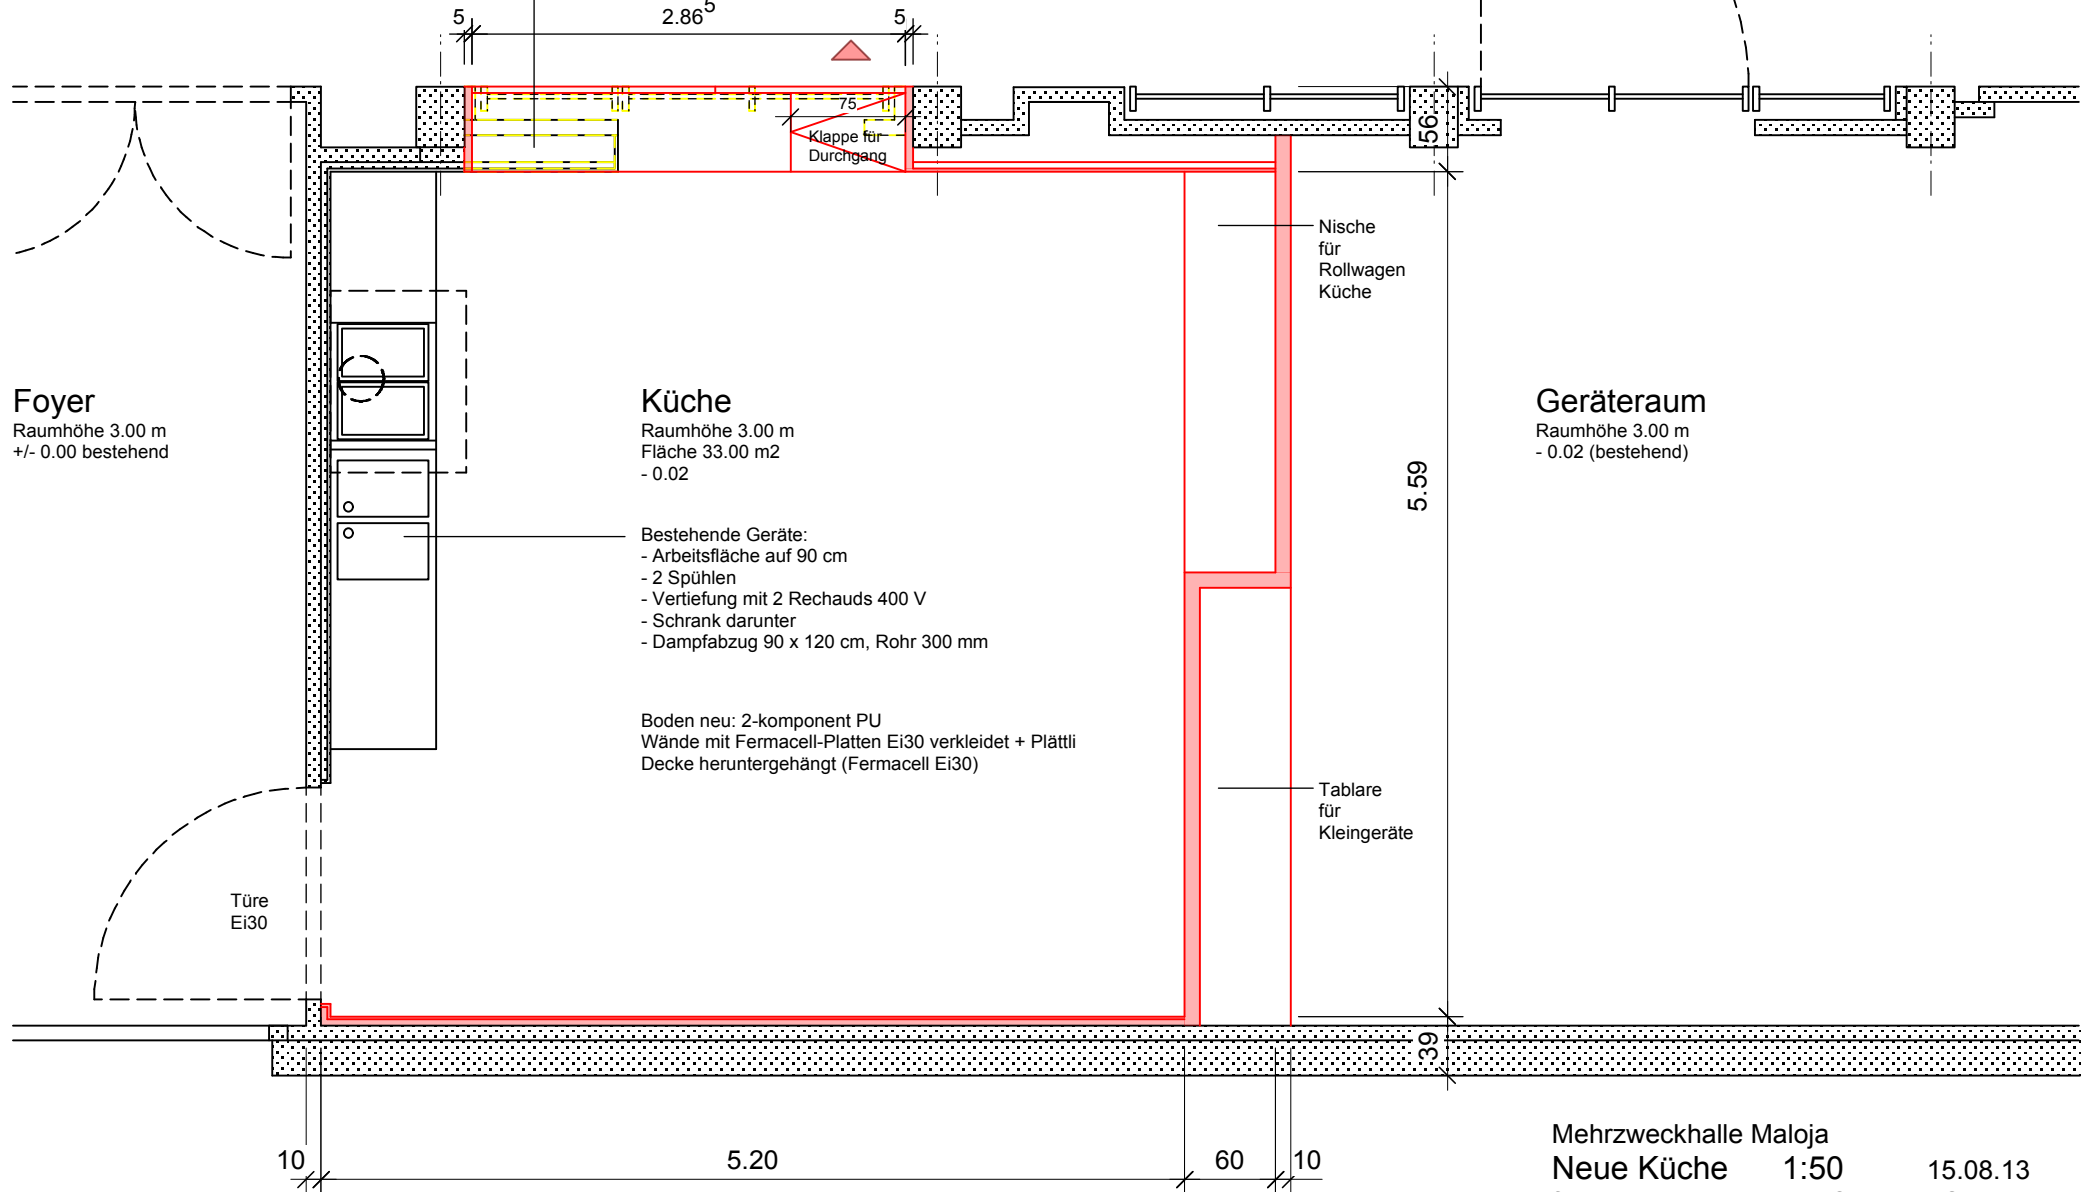 5
2.86⁵
5
75
Klappe für
Durchgang
56
Nische
für
Rollwagen
Küche
Foyer
Raumhöhe 3.00 m
+/- 0.00 bestehend
Küche
Raumhöhe 3.00 m
Fläche 33.00 m2
- 0.02
Geräteraum
Raumhöhe 3.00 m
- 0.02 (bestehend)
5.59
Bestehende Geräte:
- Arbeitsfläche auf 90 cm
- 2 Spühlen
- Vertiefung mit 2 Rechauds 400 V
- Schrank darunter
- Dampfabzug 90 x 120 cm, Rohr 300 mm
Boden neu: 2-komponent PU
Wände mit Fermacell-Platten Ei30 verkleidet + Plättli
Decke heruntergehängt (Fermacell Ei30)
Tablare
für
Kleingeräte
Türe
Ei30
39
10
5.20
60
10
Mehrzweckhalle Maloja
Neue Küche 1:50 15.08.13